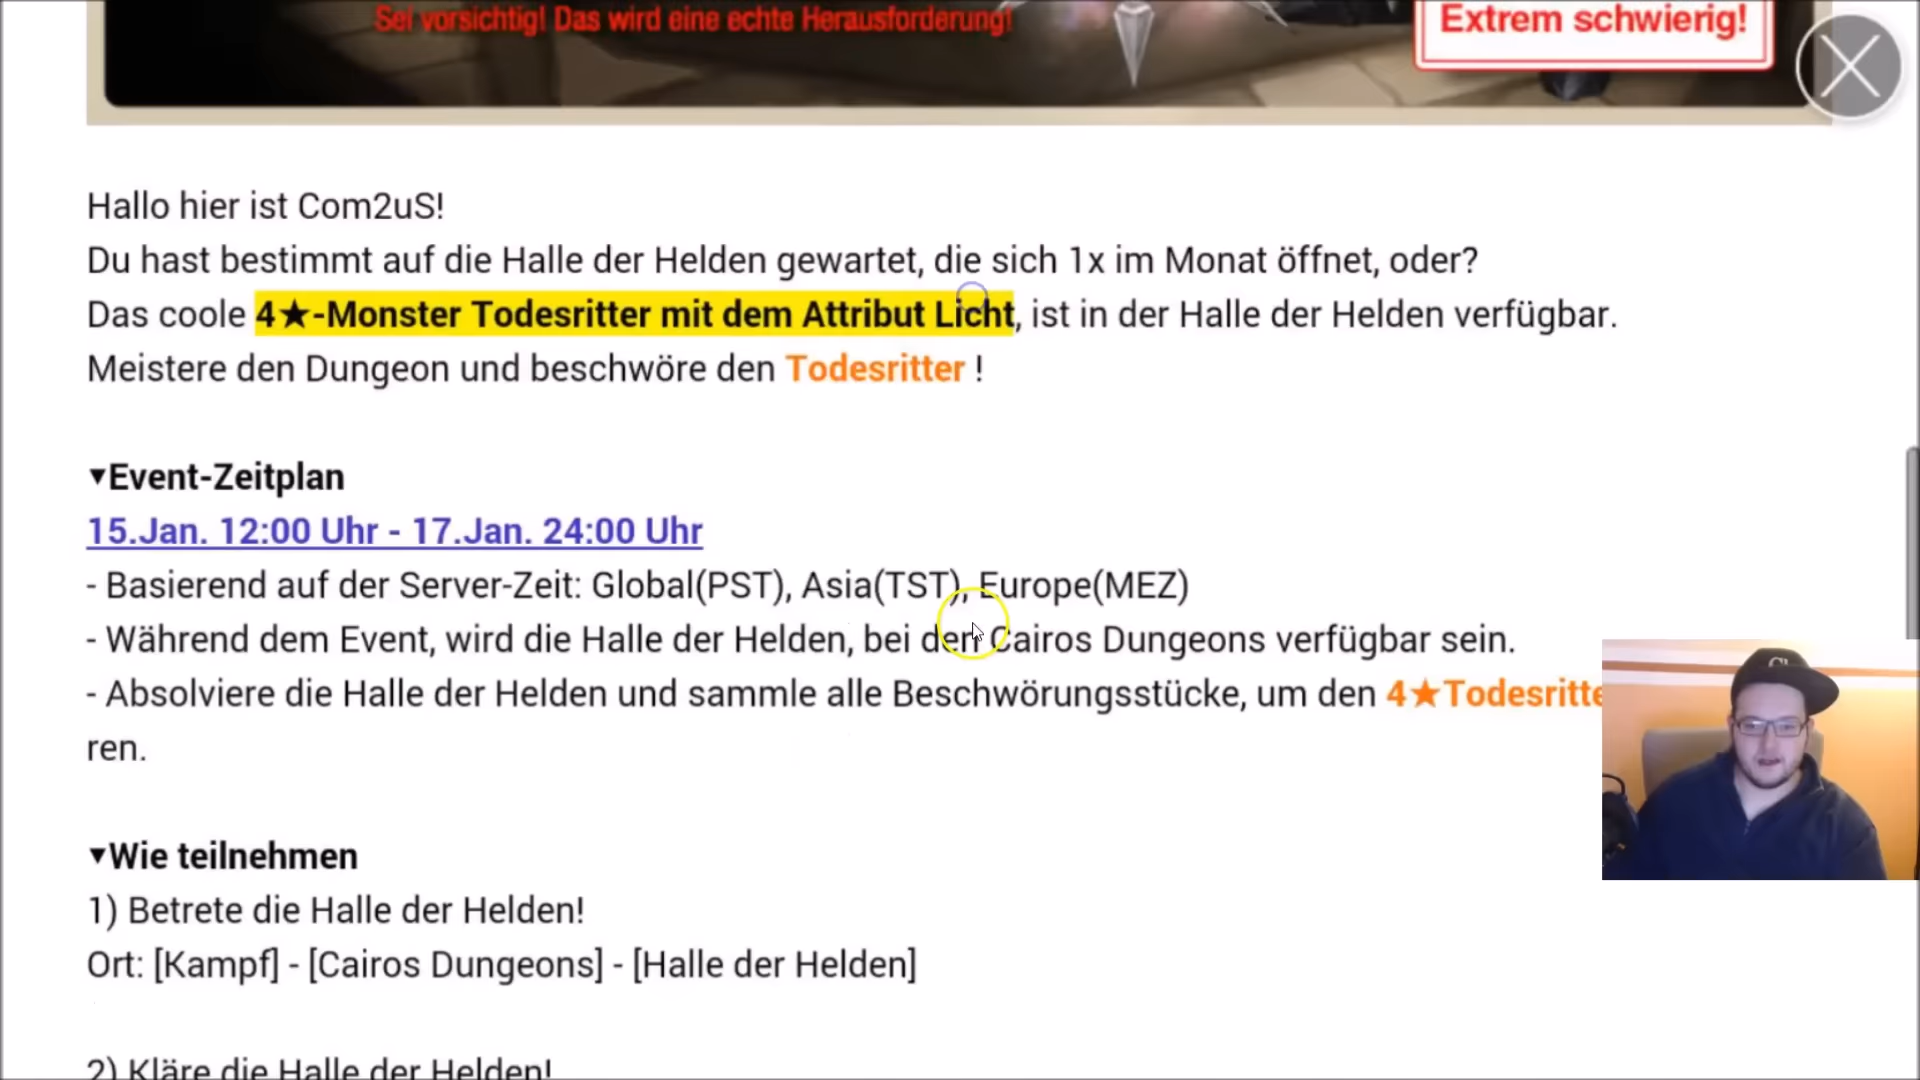 Sei vorsichtig! Das wird eine echte Herausforderung!
Extrem schwierig!
Hallo hier ist Com2uS!
Du hast bestimmt auf die Halle der Helden gewartet, die sich 1x im Monat öffnet, oder?
Das coole 4★-Monster Todesritter mit dem Attribut Licht, ist in der Halle der Helden verfügbar.
Meistere den Dungeon und beschwöre den Todesritter !
▼Event-Zeitplan
15.Jan. 12:00 Uhr - 17.Jan. 24:00 Uhr
- Basierend auf der Server-Zeit: Global(PST), Asia(TST), Europe(MEZ)
- Während dem Event, wird die Halle der Helden, bei den Cairos Dungeons verfügbar sein.
- Absolviere die Halle der Helden und sammle alle Beschwörungsstücke, um den 4★Todesritte
ren.
▼Wie teilnehmen
1) Betrete die Halle der Helden!
Ort: [Kampf] - [Cairos Dungeons] - [Halle der Helden]
2) Kläre die Halle der Helden!